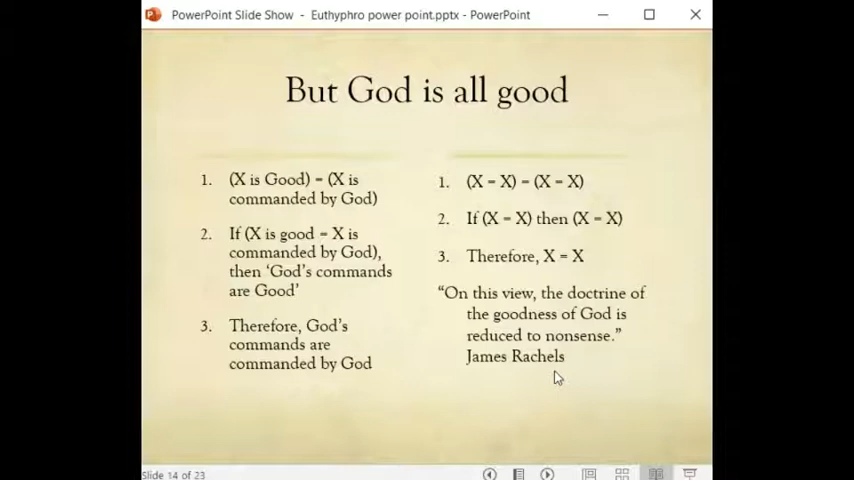 PowerPoint Slide Show - Euthyphro power point.pptx - PowerPoint
But God is all good
1. (X is Good) = (X is
commanded by God)
2. If (X is good = X is
commanded by God),
then ‘God’s commands
are Good’
3. Therefore, God’s
commands are
commanded by God
1. (X = X) = (X = X)
2. If (X = X) then (X = X)
3. Therefore, X = X
“On this view, the doctrine of
the goodness of God is
reduced to nonsense.”
James Rachels
Slide 14 of 23